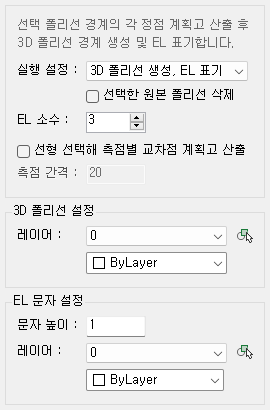 선택 폴리선 경계의 각 정점 계획고 산출 후
3D 폴리선 경계 생성 및 EL 표기합니다.
실행 설정 : 3D 폴리선 생성, EL 표기
선택한 원본 폴리선 삭제
EL 소수 : 3
선형 선택해 측점별 교차점 계획고 산출
측점 간격 : 20
3D 폴리선 설정
레이어 : 0
ByLayer
EL 문자 설정
문자 높이 : 1
레이어 : 0
ByLayer